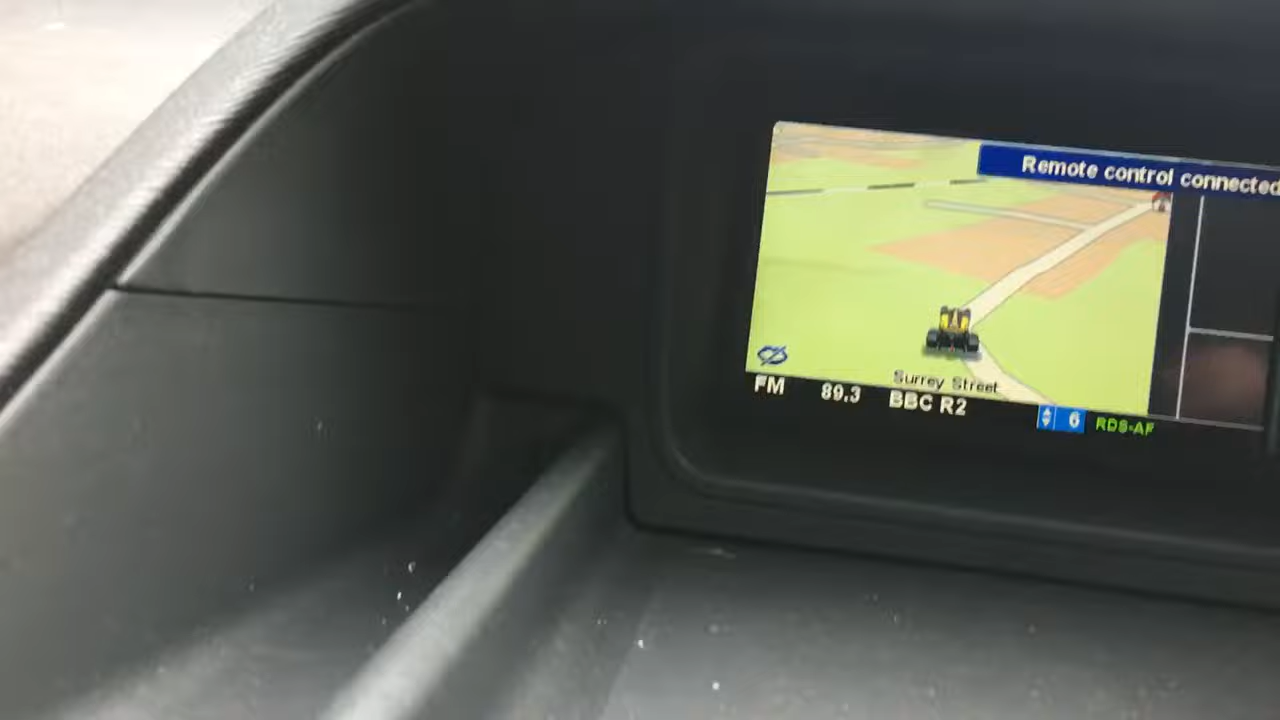 Remote control connected
Surrey Street
FM 89.3 BBC R2 6 RDS-AF